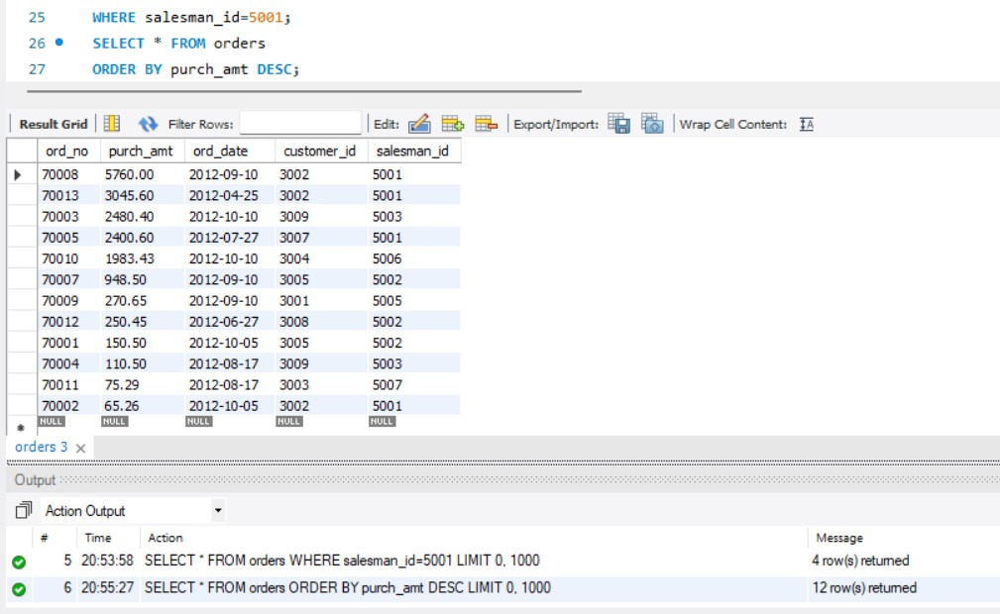 25 WHERE salesman_id=5001;
26 SELECT * FROM orders
27 ORDER BY purch_amt DESC;
Result Grid Filter Rows: Edit: Export/Import: Wrap Cell Content: IA
ord_no purch_amt ord_date customer_id salesman_id
70008 5760.00 2012-09-10 3002 5001
70013 3045.60 2012-04-25 3002 5001
70003 2480.40 2012-10-10 3009 5003
70005 2400.60 2012-07-27 3007 5001
70010 1983.43 2012-10-10 3004 5006
70007 948.50 2012-09-10 3005 5002
70009 270.65 2012-09-10 3001 5005
70012 250.45 2012-06-27 3008 5002
70001 150.50 2012-10-05 3005 5002
70004 110.50 2012-08-17 3009 5003
70011 75.29 2012-08-17 3003 5007
70002 65.26 2012-10-05 3002 5001
NULL NULL NULL NULL NULL
orders 3
Output
Action Output
# Time Action Message
5 20:53:58 SELECT * FROM orders WHERE salesman_id=5001 LIMIT 0, 1000 4 row(s) returned
6 20:55:27 SELECT * FROM orders ORDER BY purch_amt DESC LIMIT 0, 1000 12 row(s) returned